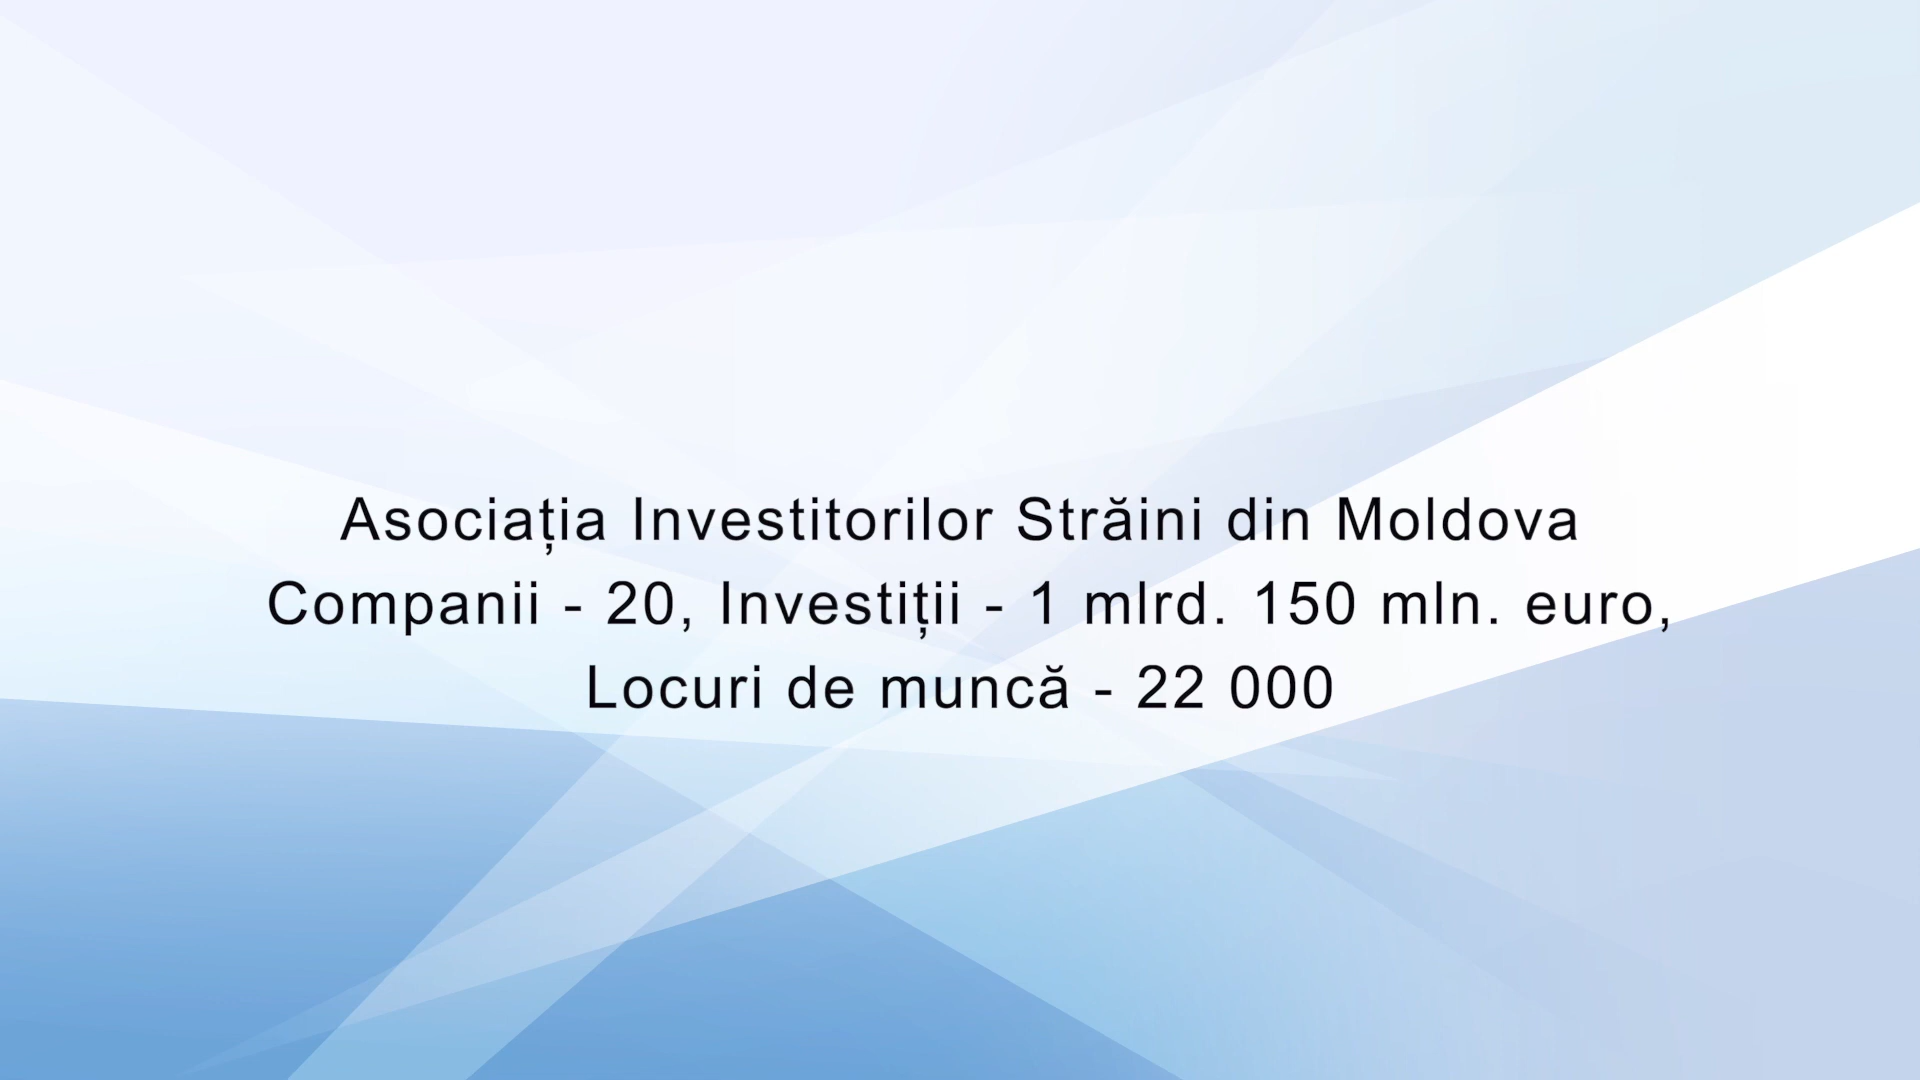 Asociația Investitorilor Străini din Moldova
Companii - 20, Investiții - 1 mlrd. 150 mln. euro,
Locuri de muncă - 22 000